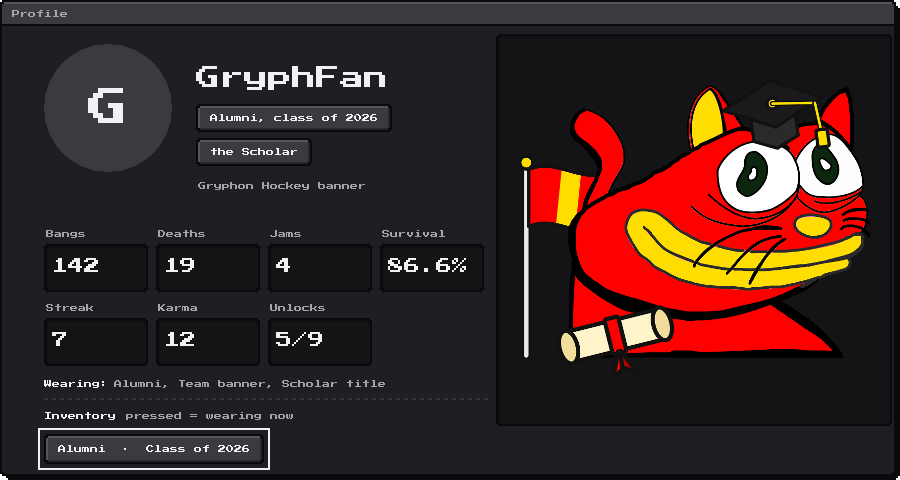 Profile
G
GryphFan
Alumni, class of 2026
the Scholar
Gryphon Hockey banner
Bangs Deaths Jams Survival
142 19 4 86.6%
Streak Karma Unlocks
7 12 5/9
Wearing: Alumni, Team banner, Scholar title
Inventory pressed = wearing now
Alumni · Class of 2026